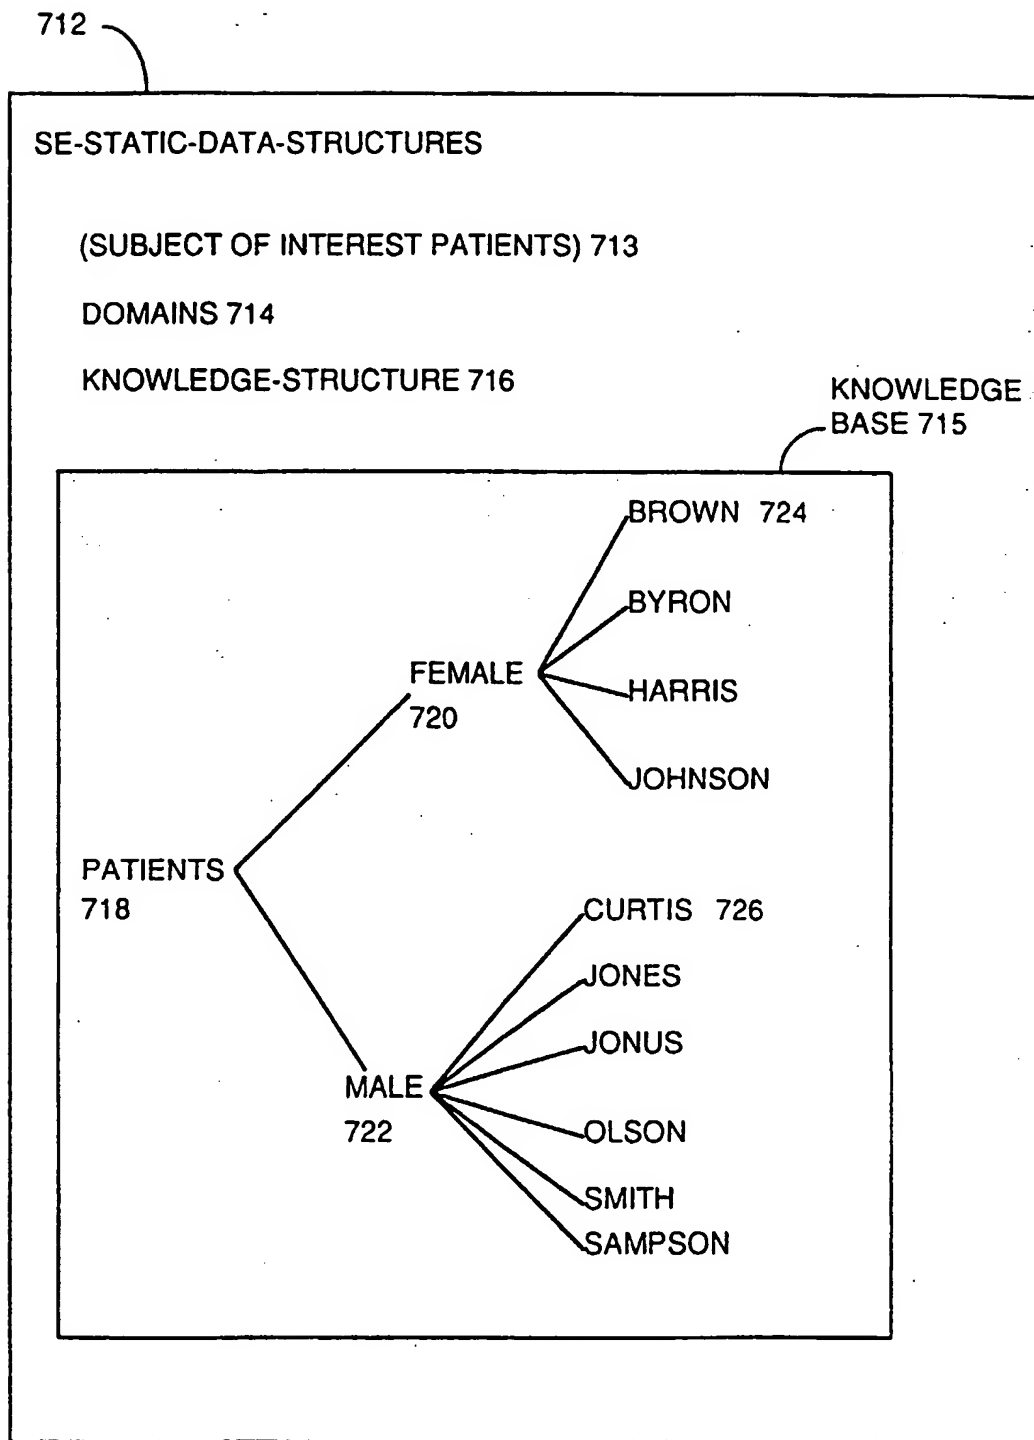 712
SE-STATIC-DATA-STRUCTURES
(SUBJECT OF INTEREST PATIENTS) 713
DOMAINS 714
KNOWLEDGE-STRUCTURE 716
KNOWLEDGE
BASE 715
BROWN 724
BYRON
FEMALE
720
HARRIS
JOHNSON
PATIENTS
718
CURTIS 726
JONES
JONUS
MALE
722
OLSON
SMITH
SAMPSON